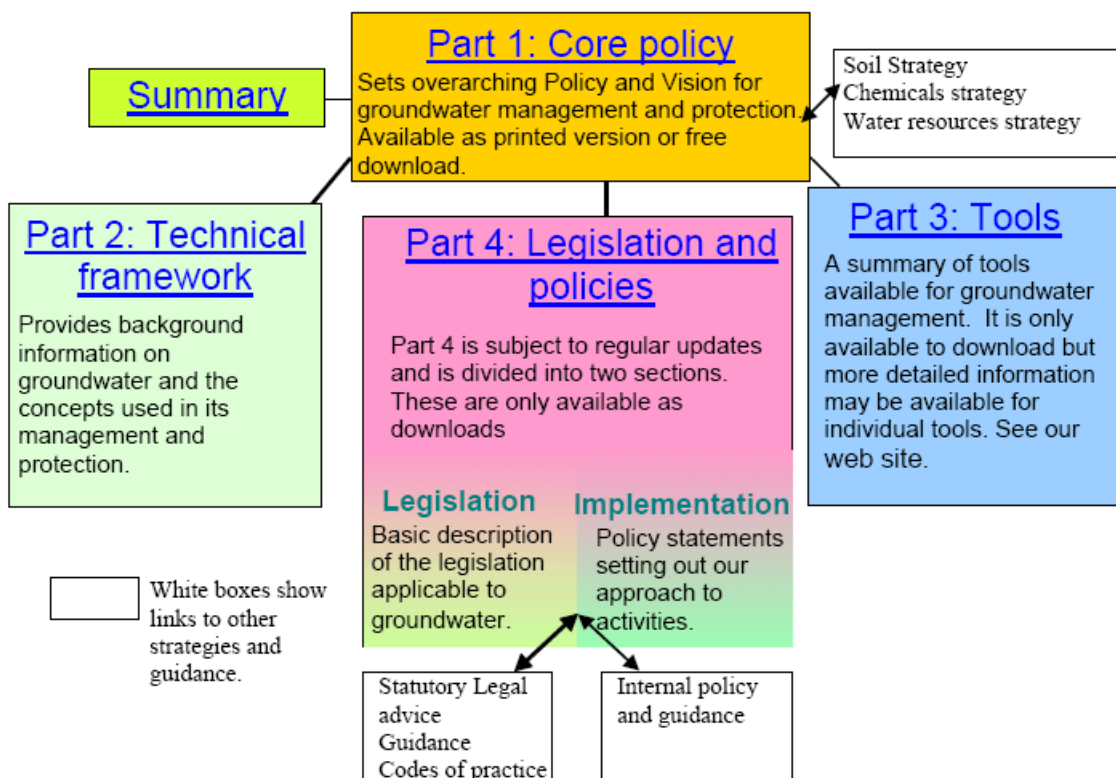 Part 1: Core policy
Sets overarching Policy and Vision for
groundwater management and protection.
Available as printed version or free
download.
Summary
Soil Strategy
Chemicals strategy
Water resources strategy
Part 2: Technical
framework
Provides background
information on
groundwater and the
concepts used in its
management and
protection.
Part 4: Legislation and
policies
Part 4 is subject to regular updates
and is divided into two sections.
These are only available as
downloads
Legislation
Basic description
of the legislation
applicable to
groundwater.
Implementation
Policy statements
setting out our
approach to
activities.
Part 3: Tools
A summary of tools
available for groundwater
management.  It is only
available to download but
more detailed information
may be available for
individual tools. See our
web site.
White boxes show
links to other
strategies and
guidance.
Statutory Legal
advice
Guidance
Codes of practice
Internal policy
and guidance